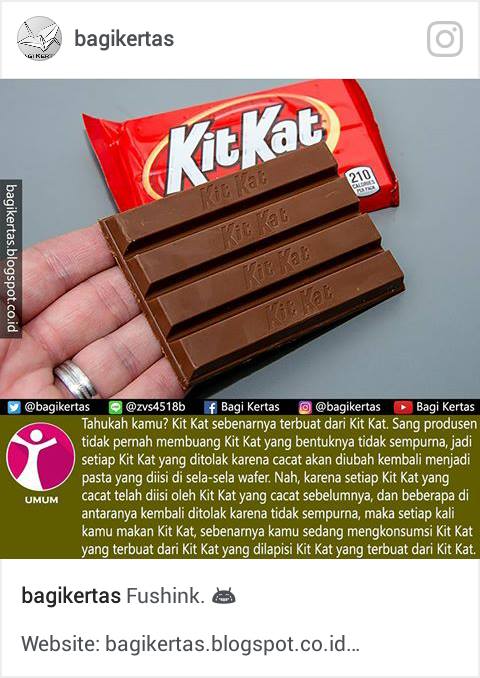 bagikertas
KitKat
210
CALORIES
PER PACK
Kit Kat
Kit Kat
Kit Kat
Kit Kat
bagikertas.blogspot.co.id
@bagikertas @zvs4518b Bagi Kertas @bagikertas Bagi Kertas
Tahukah kamu? Kit Kat sebenarnya terbuat dari Kit Kat. Sang produsen
tidak pernah membuang Kit Kat yang bentuknya tidak sempurna, jadi
setiap Kit Kat yang ditolak karena cacat akan diubah kembali menjadi
pasta yang diisi di sela-sela wafer. Nah, karena setiap Kit Kat yang
cacat telah diisi oleh Kit Kat yang cacat sebelumnya, dan beberapa di
antaranya kembali ditolak karena tidak sempurna, maka setiap kali
kamu makan Kit Kat, sebenarnya kamu sedang mengkonsumsi Kit Kat
yang terbuat dari Kit Kat yang dilapisi Kit Kat yang terbuat dari Kit Kat.
UMUM
bagikertas Fushink.
Website: bagikertas.blogspot.co.id...